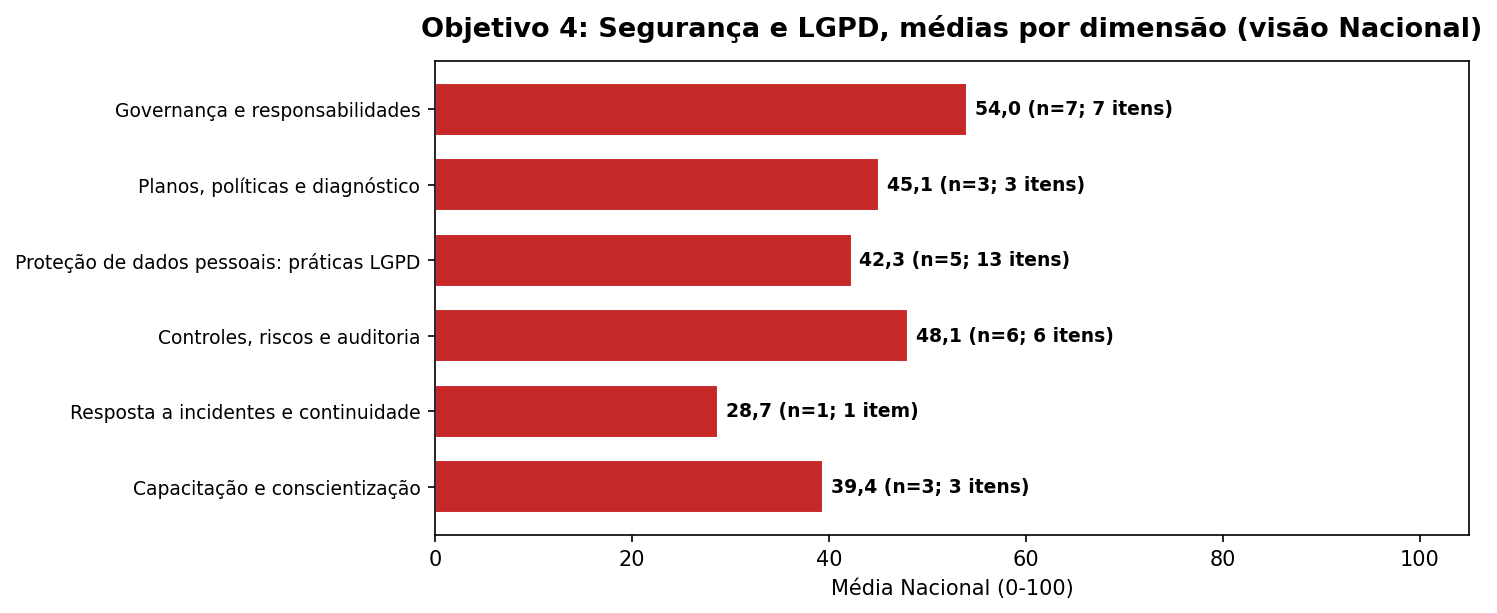 Objetivo 4: Segurança e LGPD, médias por dimensão (visão Nacional)
Governança e responsabilidades
54,0 (n=7; 7 itens)
Planos, políticas e diagnóstico
45,1 (n=3; 3 itens)
Proteção de dados pessoais: práticas LGPD
42,3 (n=5; 13 itens)
Controles, riscos e auditoria
48,1 (n=6; 6 itens)
Resposta a incidentes e continuidade
28,7 (n=1; 1 item)
Capacitação e conscientização
39,4 (n=3; 3 itens)
0 20 40 60 80 100
Média Nacional (0-100)